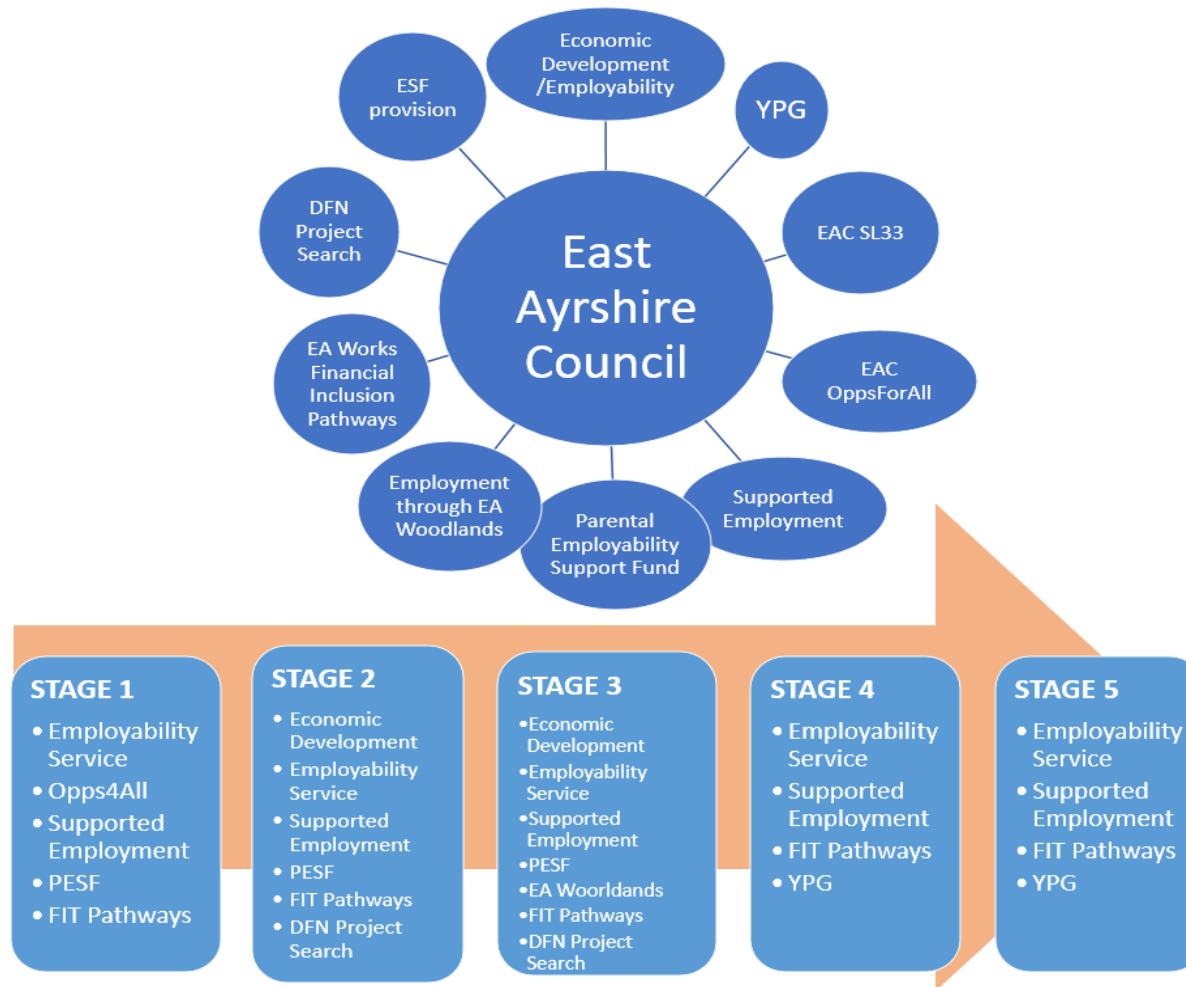 Economic
Development
/Employability
ESF
provision
YPG
DFN
Project
Search
EAC SL33
East
Ayrshire
Council
EA Works
Financial
Inclusion
Pathways
EAC
OppsForAll
Employment
through EA
Woodlands
Parental
Employability
Support Fund
Supported
Employment
STAGE 1
• Employability
Service
• Opps4All
• Supported
Employment
• PESF
• FIT Pathways
STAGE 2
• Economic
Development
• Employability
Service
• Supported
Employment
• PESF
• FIT Pathways
• DFN Project
Search
STAGE 3
•Economic
Development
•Employability
Service
•Supported
Employment
•PESF
•EA Woorldands
•FIT Pathways
•DFN Project
Search
STAGE 4
• Employability
Service
• Supported
Employment
• FIT Pathways
• YPG
STAGE 5
• Employability
Service
• Supported
Employment
• FIT Pathways
• YPG